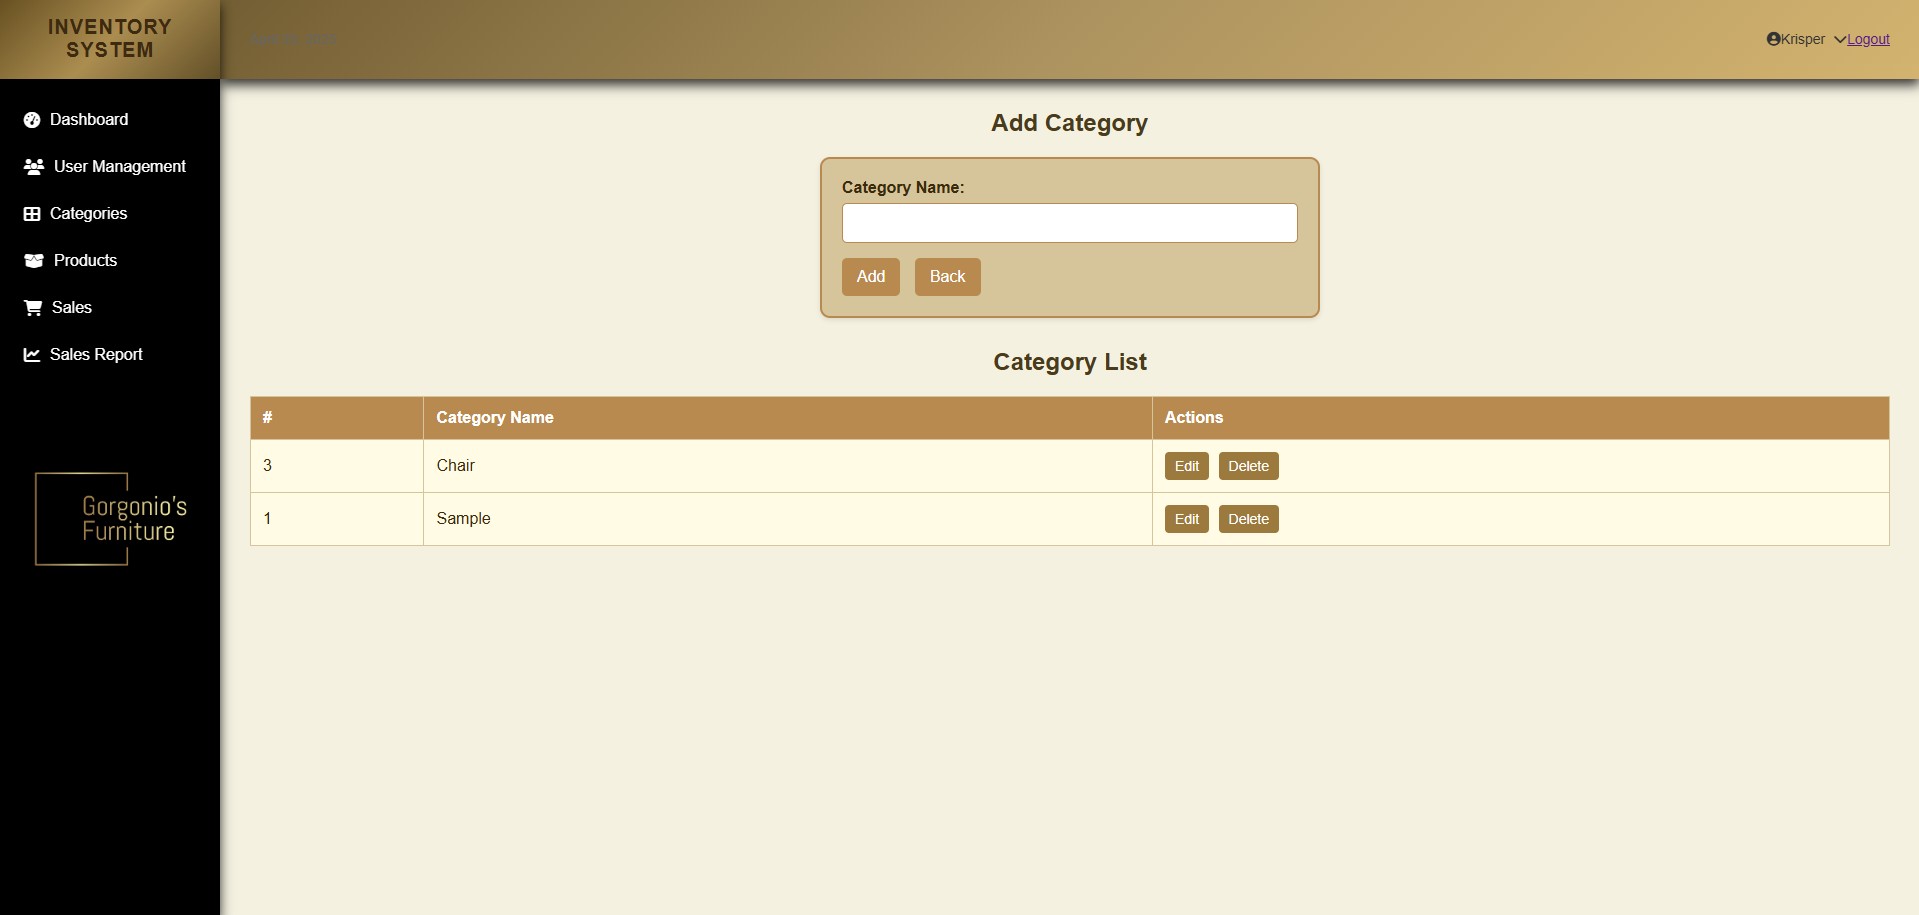 INVENTORY
SYSTEM
Krisper Logout
Dashboard
User Management
Categories
Products
Sales
Sales Report
Gorgonio's
Furniture
Add Category
Category Name:
Add Back
Category List
# Category Name Actions
3 Chair Edit Delete
1 Sample Edit Delete